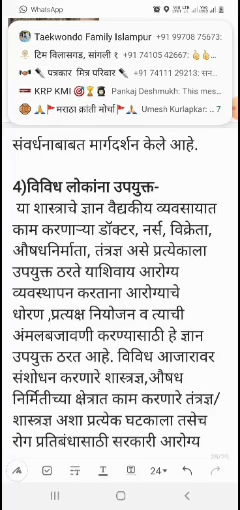 WhatsApp
Taekwondo Family Islampur +91 99708 75673:
टिम विलासगड, सांगली १ +91 74105 42667: 👍👍...
पत्रकार मित्र परिवार ✒️ +91 74111 29213: सन...
KRP KMI 🎯🏆🎖️ Pankaj Deshmukh: This mes...
🙏🚩मराठा क्रांती मोर्चा🚩🙏 Umesh Kurlapkar: ... 7
संवर्धनाबाबत मार्गदर्शन केले आहे.
4)विविध लोकांना उपयुक्त-
या शास्त्राचे ज्ञान वैद्यकीय व्यवसायात
काम करणाऱ्या डॉक्टर, नर्स, विक्रेता,
औषधनिर्माता, तंत्रज्ञ असे प्रत्येकाला
उपयुक्त ठरते याशिवाय आरोग्य
व्यवस्थापन करताना आरोग्याचे
धोरण ,प्रत्यक्ष नियोजन व त्याची
अंमलबजावणी करण्यासाठी हे ज्ञान
उपयुक्त ठरत आहे. विविध आजारावर
संशोधन करणारे शास्त्रज्ञ,औषध
निर्मितीच्या क्षेत्रात काम करणारे तंत्रज्ञ/
शास्त्रज्ञ अशा प्रत्येक घटकाला तसेच
रोग प्रतिबंधासाठी सरकारी आरोग्य
24